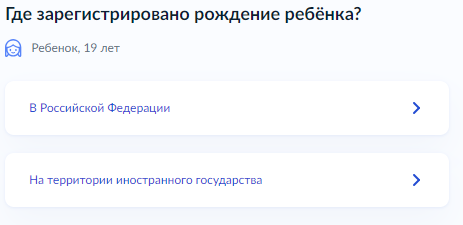 Где зарегистрировано рождение ребёнка?
Ребенок, 19 лет
В Российской Федерации
На территории иностранного государства